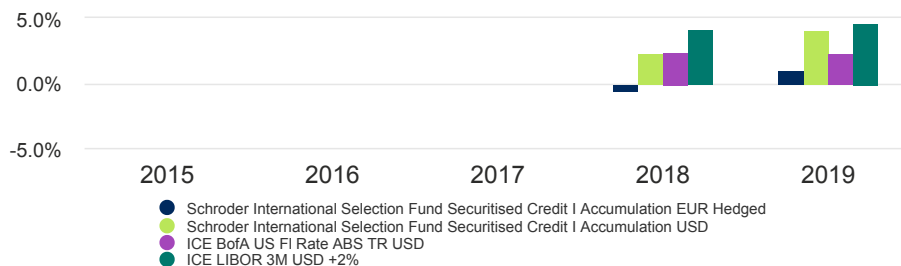 5.0%
0.0%
-5.0%
2015 2016 2017 2018 2019
Schroder International Selection Fund Securitised Credit I Accumulation EUR Hedged
Schroder International Selection Fund Securitised Credit I Accumulation USD
ICE BofA US Fl Rate ABS TR USD
ICE LIBOR 3M USD +2%